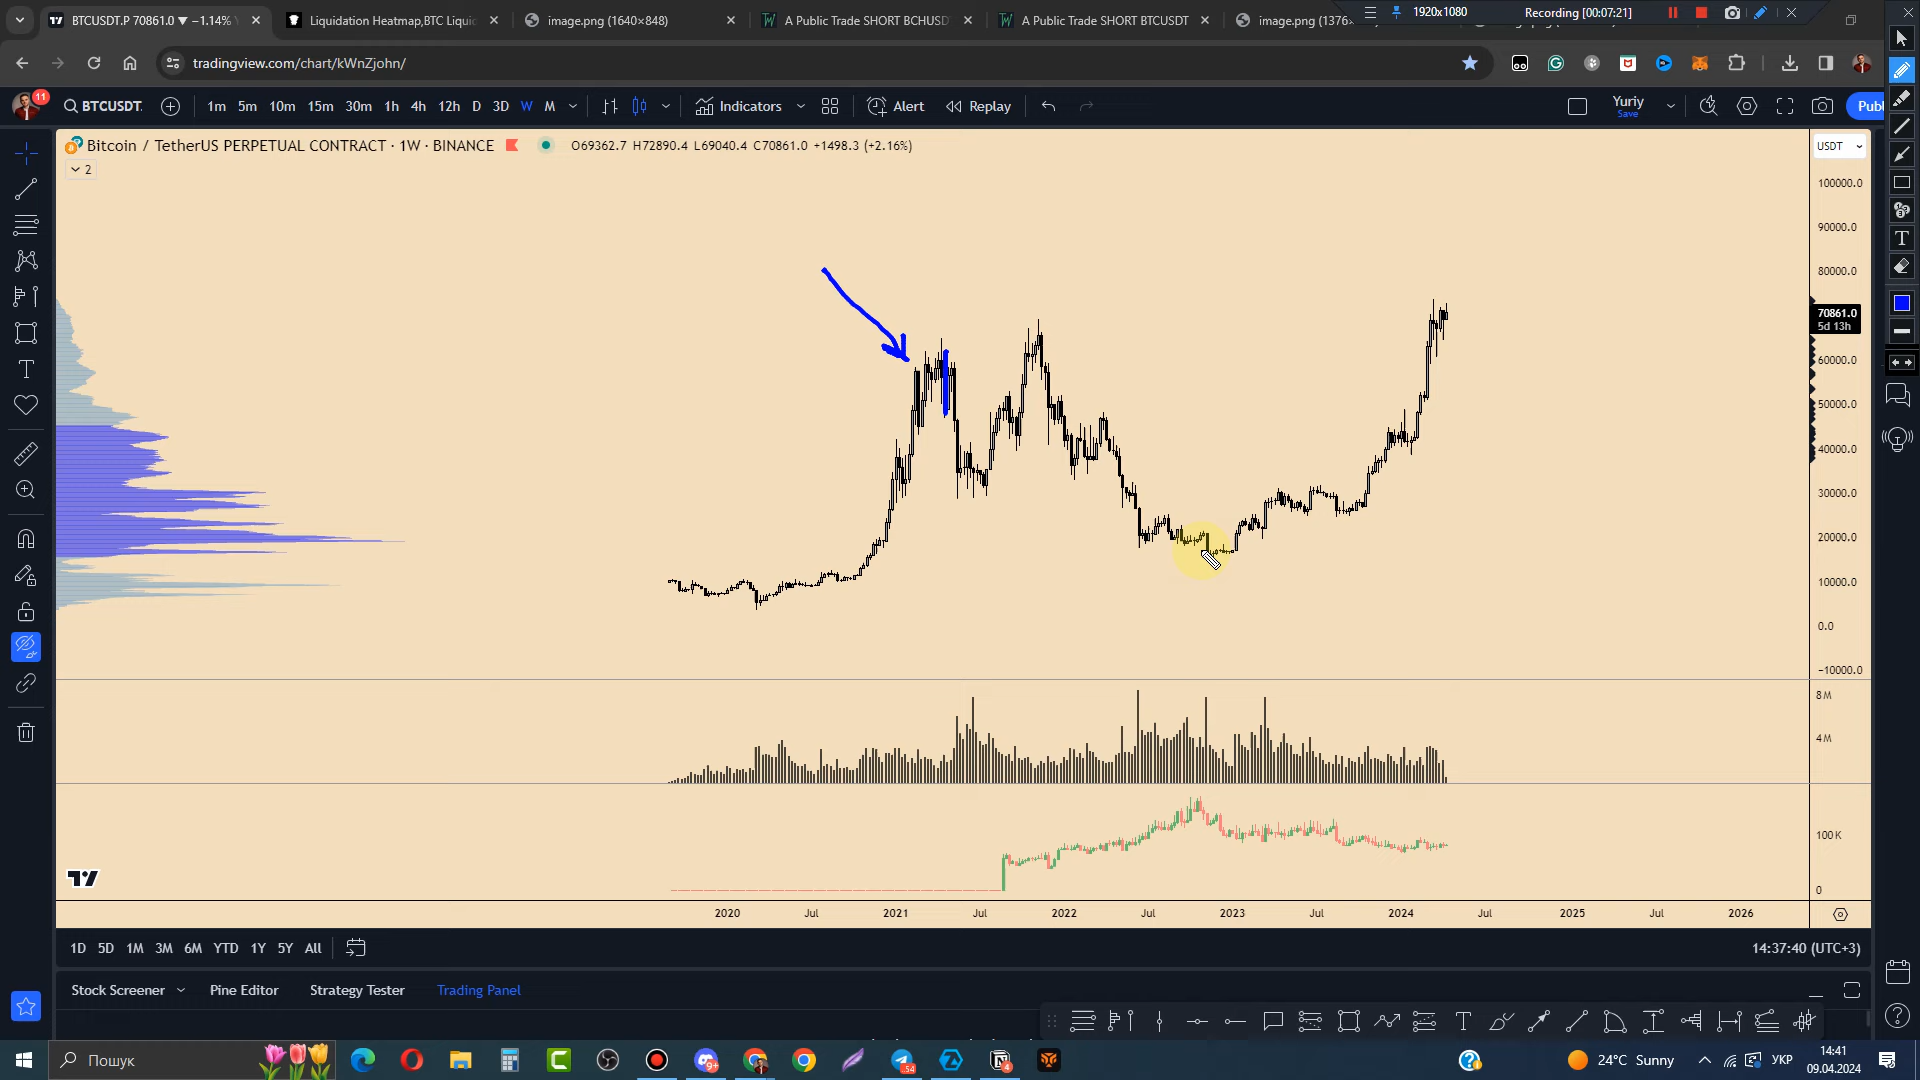 BTCUSDT.P 70861.0 ▼ −1.14%
Liquidation Heatmap,BTC Liqui
image.png (1640×848)
A Public Trade SHORT BCHUSD
A Public Trade SHORT BTCUSDT
image.png (1376×
1920x1080
Recording [00:07:21]
tradingview.com/chart/kWnZjohn/
11
BTCUSDT.
1m 5m 10m 15m 30m 1h 4h 12h D 3D W M
Indicators
Alert
Replay
Yuriy
Save
Publ
Bitcoin / TetherUS PERPETUAL CONTRACT · 1W · BINANCE
O69362.7 H72890.4 L69040.4 C70861.0 +1498.3 (+2.16%)
2
USDT
100000.0
90000.0
80000.0
70861.0
5d 13h
60000.0
50000.0
40000.0
30000.0
20000.0
10000.0
0.0
−10000.0
8 M
4 M
100 K
0
2020 Jul 2021 Jul 2022 Jul 2023 Jul 2024 Jul 2025 Jul 2026
1D 5D 1M 3M 6M YTD 1Y 5Y All
14:37:40 (UTC+3)
Stock Screener
Pine Editor
Strategy Tester
Trading Panel
Пошук
9+
54
4
24°C Sunny
УКР
14:41
09.04.2024